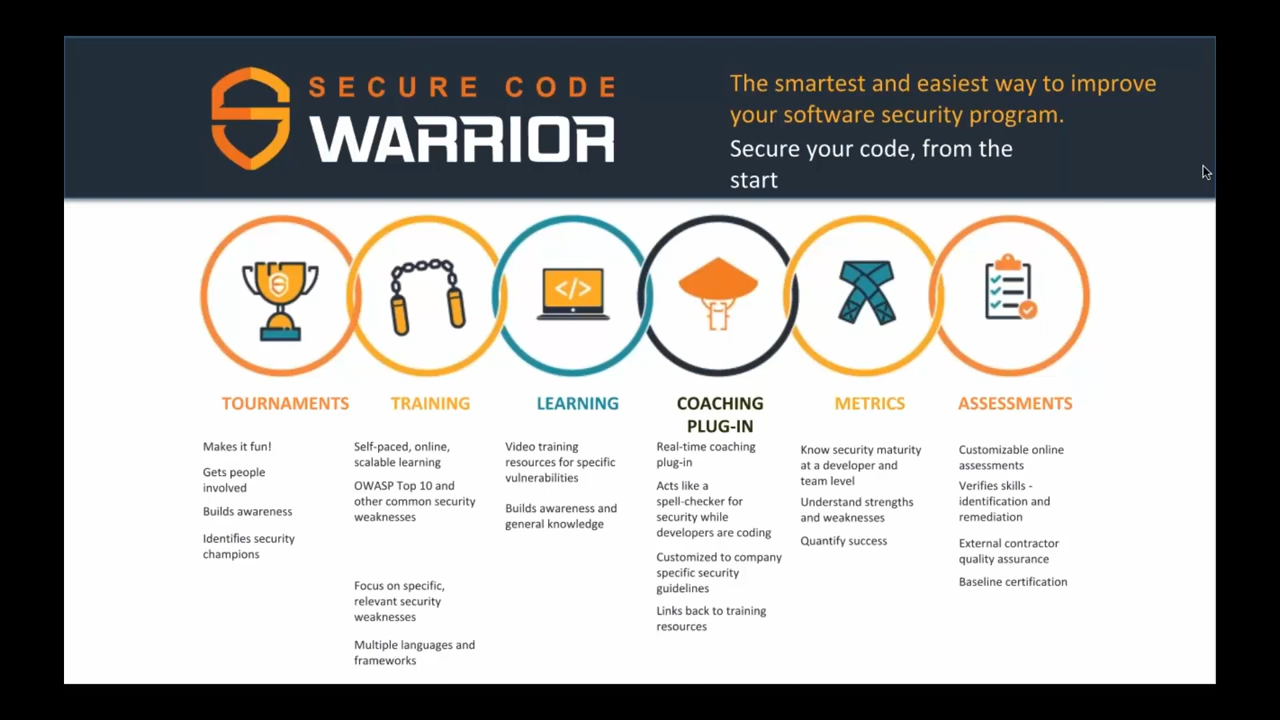 SECURE CODE
WARRIOR
The smartest and easiest way to improve
your software security program.
Secure your code, from the
start
</>
TOURNAMENTS
Makes it fun!
Gets people
involved
Builds awareness
Identifies security
champions
TRAINING
Self-paced, online,
scalable learning
OWASP Top 10 and
other common security
weaknesses
Focus on specific,
relevant security
weaknesses
Multiple languages and
frameworks
LEARNING
Video training
resources for specific
vulnerabilities
Builds awareness and
general knowledge
COACHING
PLUG-IN
Real-time coaching
plug-in
Acts like a
spell-checker for
security while
developers are coding
Customized to company
specific security
guidelines
Links back to training
resources
METRICS
Know security maturity
at a developer and
team level
Understand strengths
and weaknesses
Quantify success
ASSESSMENTS
Customizable online
assessments
Verifies skills -
identification and
remediation
External contractor
quality assurance
Baseline certification